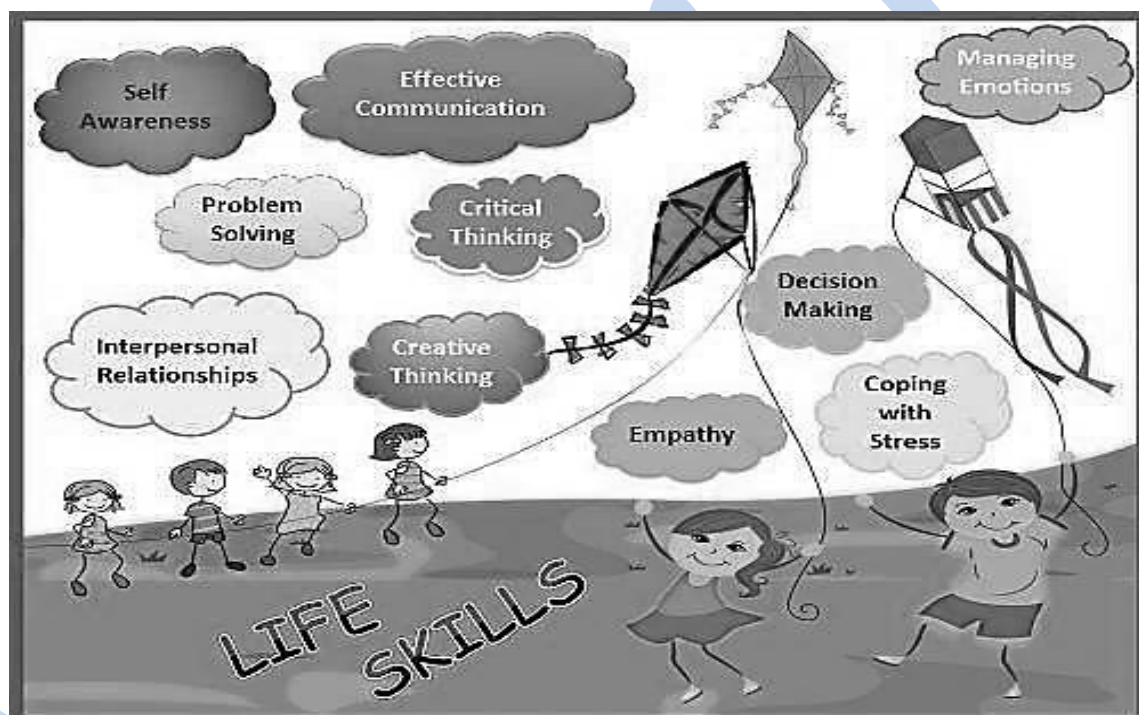 Self
Awareness
Effective
Communication
Managing
Emotions
Problem
Solving
Critical
Thinking
Decision
Making
Interpersonal
Relationships
Creative
Thinking
Coping
with
Stress
Empathy
LIFE
SKILLS